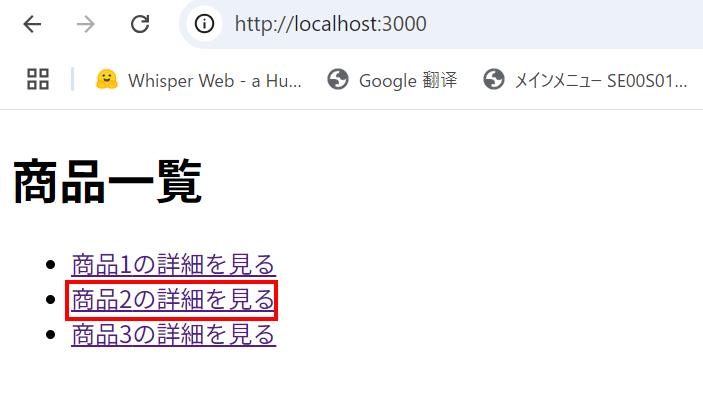 http://localhost:3000
Whisper Web - a Hu... Google 翻译 メインメニュー SE00S01...
商品一覧
商品1の詳細を見る
商品2の詳細を見る
商品3の詳細を見る